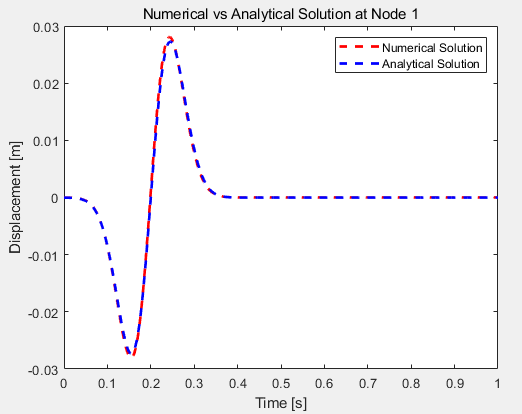 Numerical vs Analytical Solution at Node 1
0.03
0.02
0.01
0
-0.01
-0.02
-0.03
Displacement [m]
Numerical Solution
Analytical Solution
0 0.1 0.2 0.3 0.4 0.5 0.6 0.7 0.8 0.9 1
Time [s]